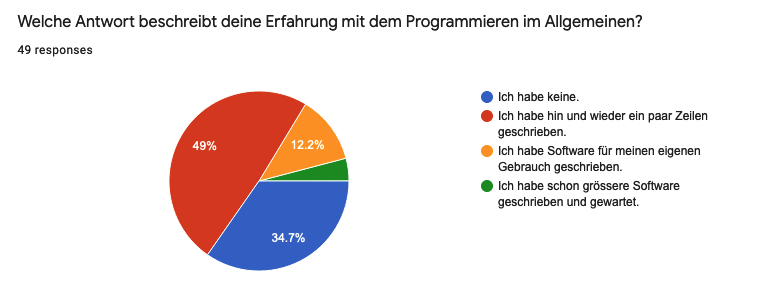 Welche Antwort beschreibt deine Erfahrung mit dem Programmieren im Allgemeinen?
49 responses
Ich habe keine.
Ich habe hin und wieder ein paar Zeilen
geschrieben.
Ich habe Software für meinen eigenen
Gebrauch geschrieben.
Ich habe schon grössere Software
geschrieben und gewartet.
49%
12.2%
34.7%